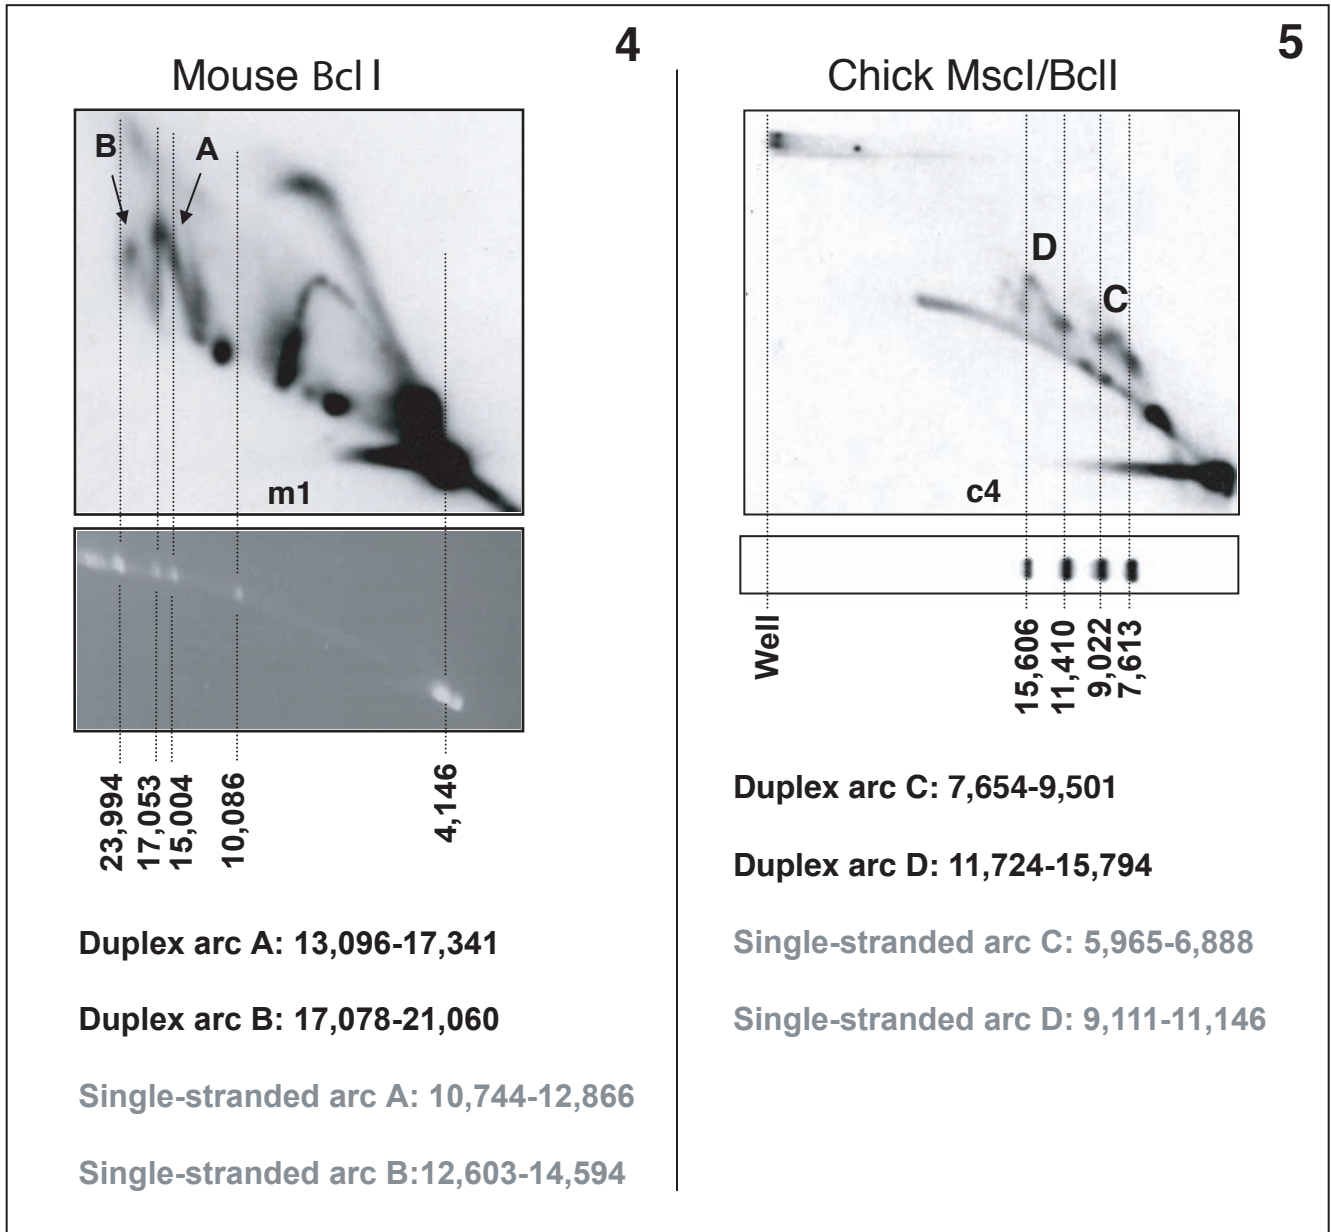 4
Mouse Bcl I
B
A
m1
23,994
17,053
15,004
10,086
4,146
Duplex arc A: 13,096-17,341
Duplex arc B: 17,078-21,060
Single-stranded arc A: 10,744-12,866
Single-stranded arc B:12,603-14,594
5
Chick MscI/BclI
D
C
c4
Well
15,606
11,410
9,022
7,613
Duplex arc C: 7,654-9,501
Duplex arc D: 11,724-15,794
Single-stranded arc C: 5,965-6,888
Single-stranded arc D: 9,111-11,146